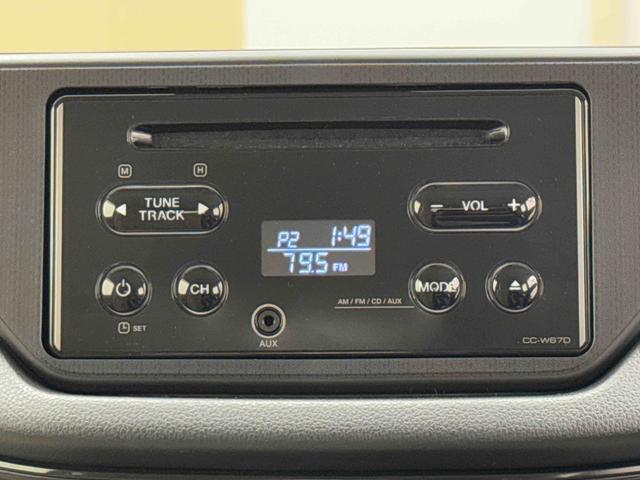 M H
TUNE
TRACK
− VOL +
P2 1:49
79.5 FM
CH
MODE
AM / FM / CD / AUX
SET
AUX
CC-W67D